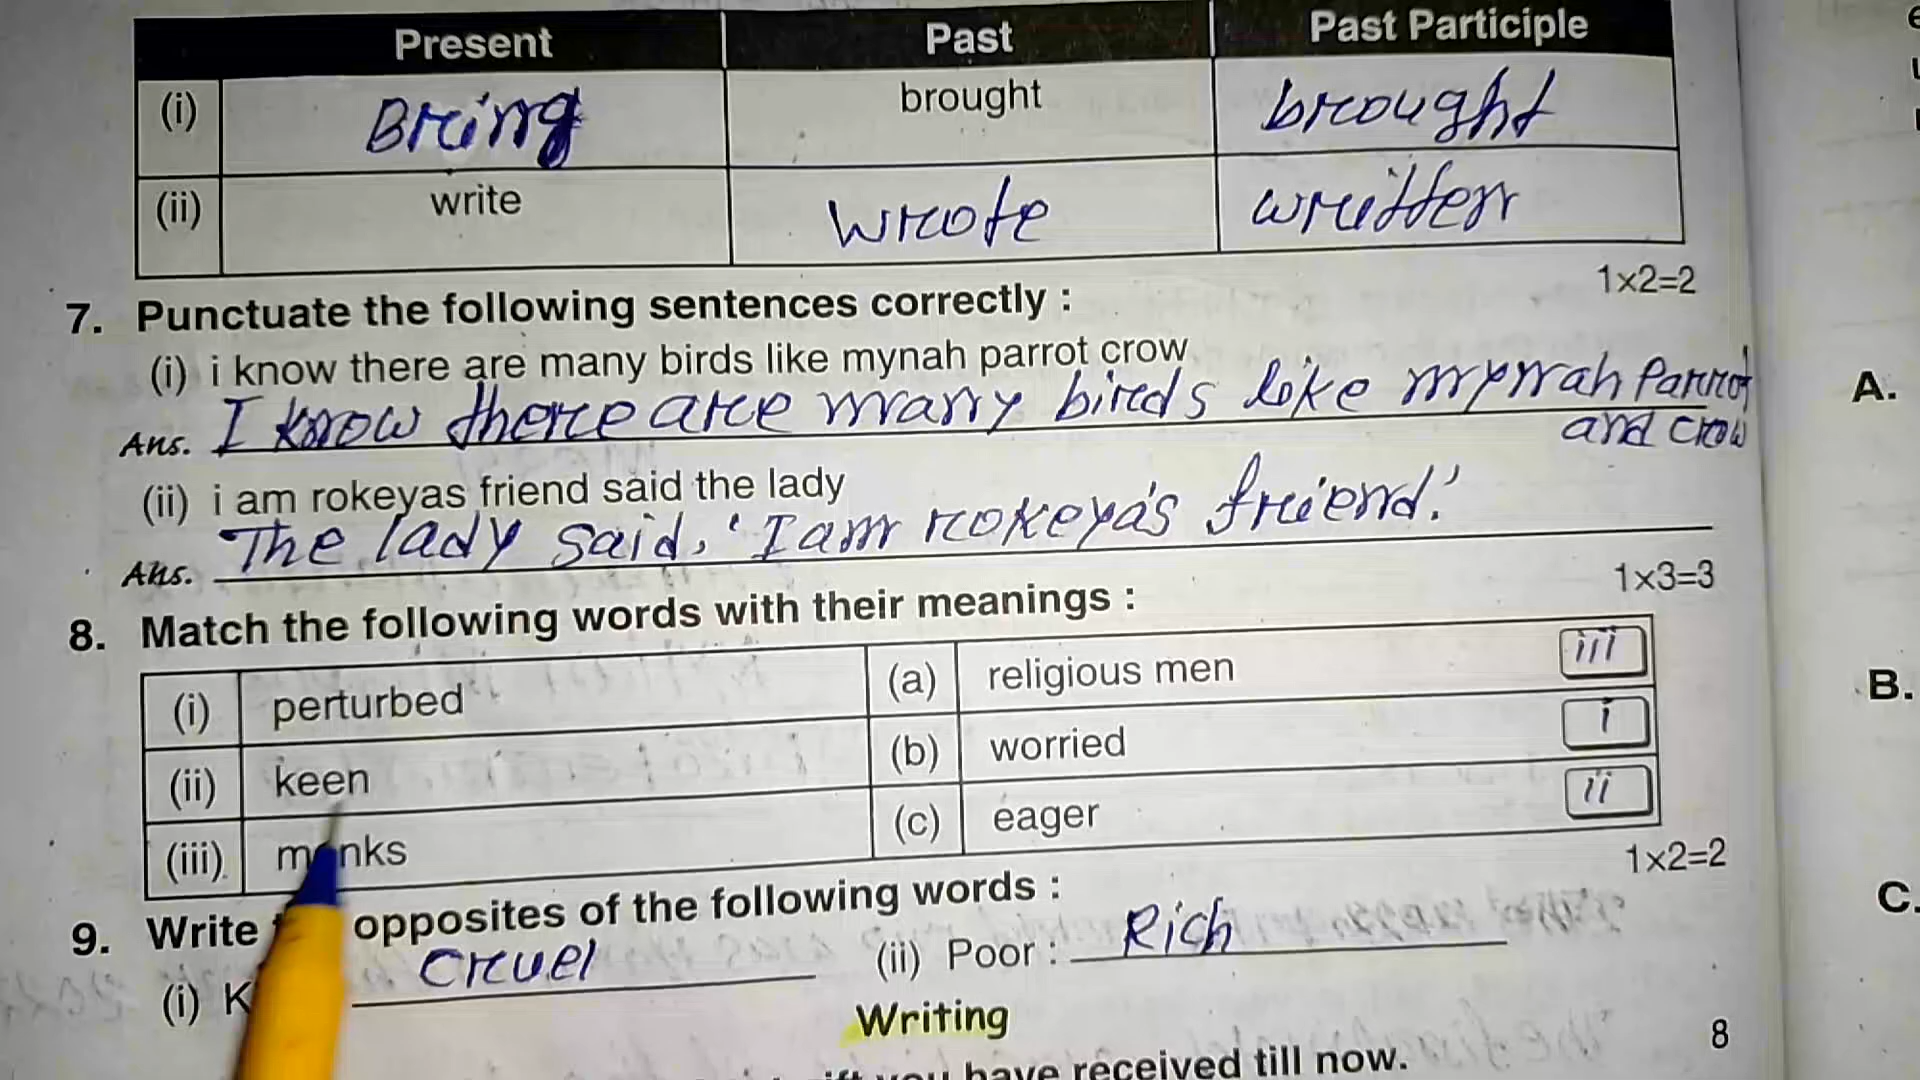 Present Past Past Participle
(i) Bring brought brought
(ii) write wrote written
7. Punctuate the following sentences correctly : 1×2=2
(i) i know there are many birds like mynah parrot crow
Ans. I know there are many birds like mynah Parrot
and crow
(ii) i am rokeyas friend said the lady
Ans. The lady said, 'I am rokeya's friend.'
8. Match the following words with their meanings : 1×3=3
(i) perturbed (a) religious men iii
(ii) keen (b) worried i
(iii) monks (c) eager ii
9. Write opposites of the following words : 1×2=2
(i) K cruel (ii) Poor : Rich
Writing
8
you have received till now.
A.
B.
C.